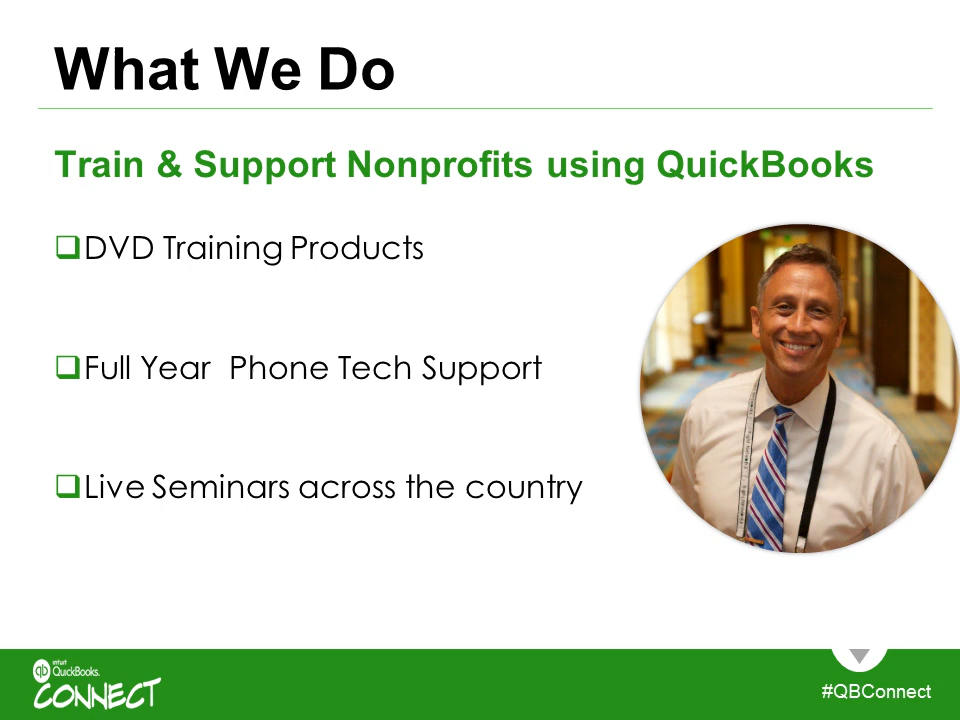 What We Do
Train & Support Nonprofits using QuickBooks
DVD Training Products
Full Year Phone Tech Support
Live Seminars across the country
qb
intuit
QuickBooks.
CONNECT
#QBConnect